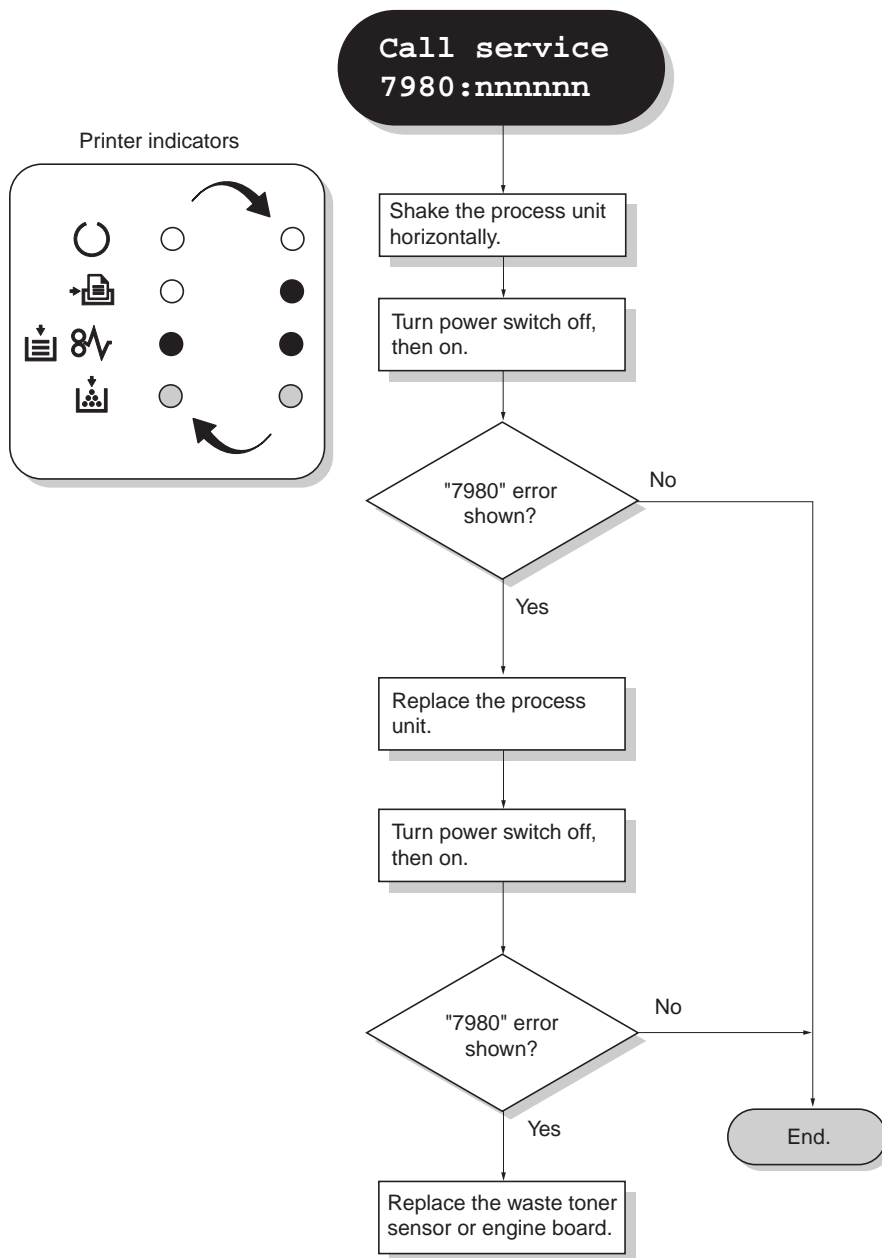 Call service
7980:nnnnnn
Printer indicators
Shake the process unit
horizontally.
Turn power switch off,
then on.
"7980" error
shown?
No
Yes
Replace the process
unit.
Turn power switch off,
then on.
"7980" error
shown?
No
Yes
End.
Replace the waste toner
sensor or engine board.